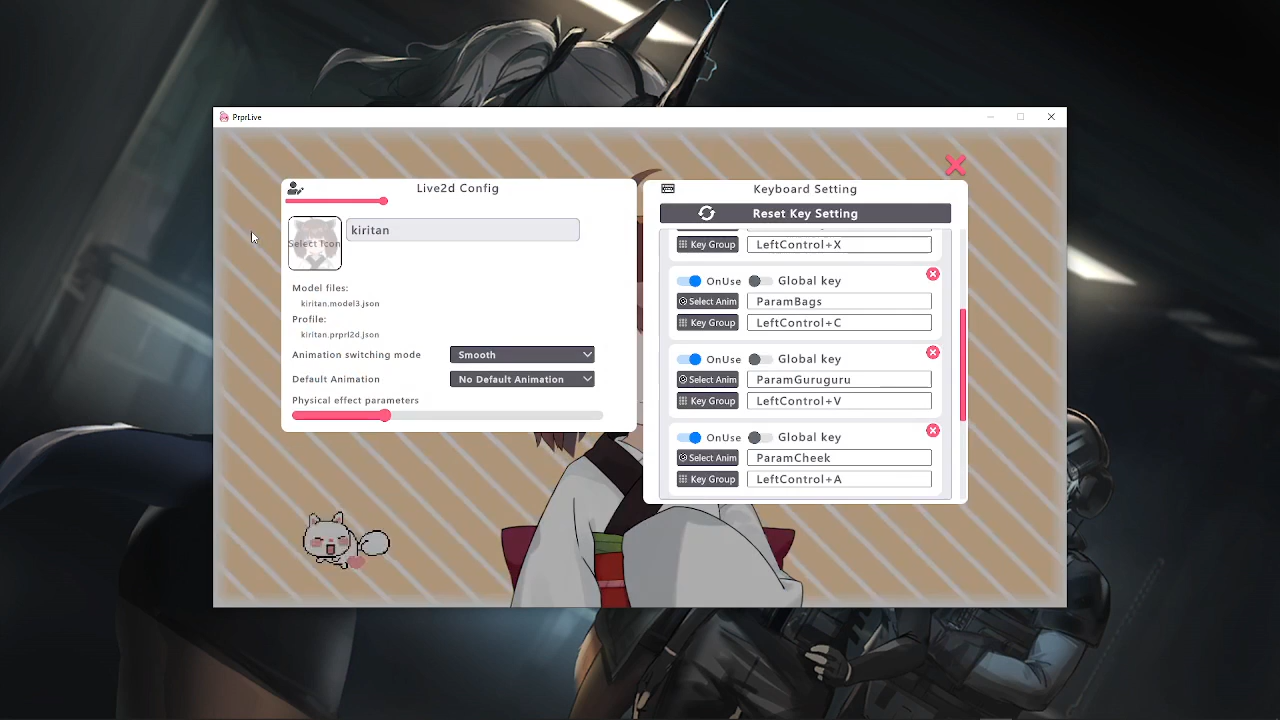 PrprLive
Live2d Config
Select Icon
kiritan
Model files:
kiritan.model3.json
Profile:
kiritan.prprl2d.json
Animation switching mode
Smooth
Default Animation
No Default Animation
Physical effect parameters
Keyboard Setting
Reset Key Setting
Key Group
LeftControl+X
OnUse
Global key
Select Anim
ParamBags
Key Group
LeftControl+C
OnUse
Global key
Select Anim
ParamGuruguru
Key Group
LeftControl+V
OnUse
Global key
Select Anim
ParamCheek
Key Group
LeftControl+A